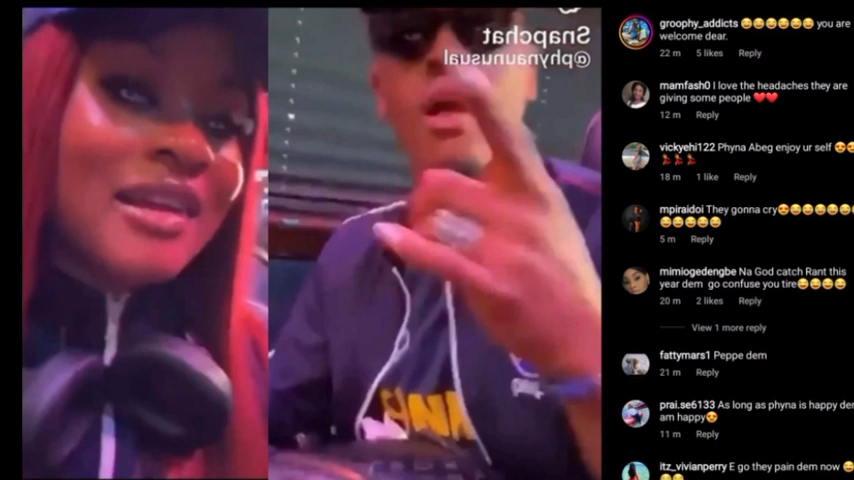 Snapchat
@phynaunusual
groophy_addicts 😂😂😂😂😂😂 you are
welcome dear.
22 m 5 likes Reply
mamfash0 I love the headaches they are
giving some people ❤️❤️
12 m Reply
vickyehi122 Phyna Abeg enjoy ur self 😍😍
💃💃💃
18 m 1 like Reply
mpiraidoi They gonna cry😍😂😂😂😂😂😂
😂😂😂😂😂
5 m Reply
mimiogedengbe Na God catch Rant this
year dem go confuse you tire😂😂😂😂
20 m 2 likes Reply
View 1 more reply
fattymars1 Peppe dem
21 m Reply
prai.se6133 As long as phyna is happy
am happy😍
11 m Reply
itz_vivianperry E go they pain dem now 😂
😂😂